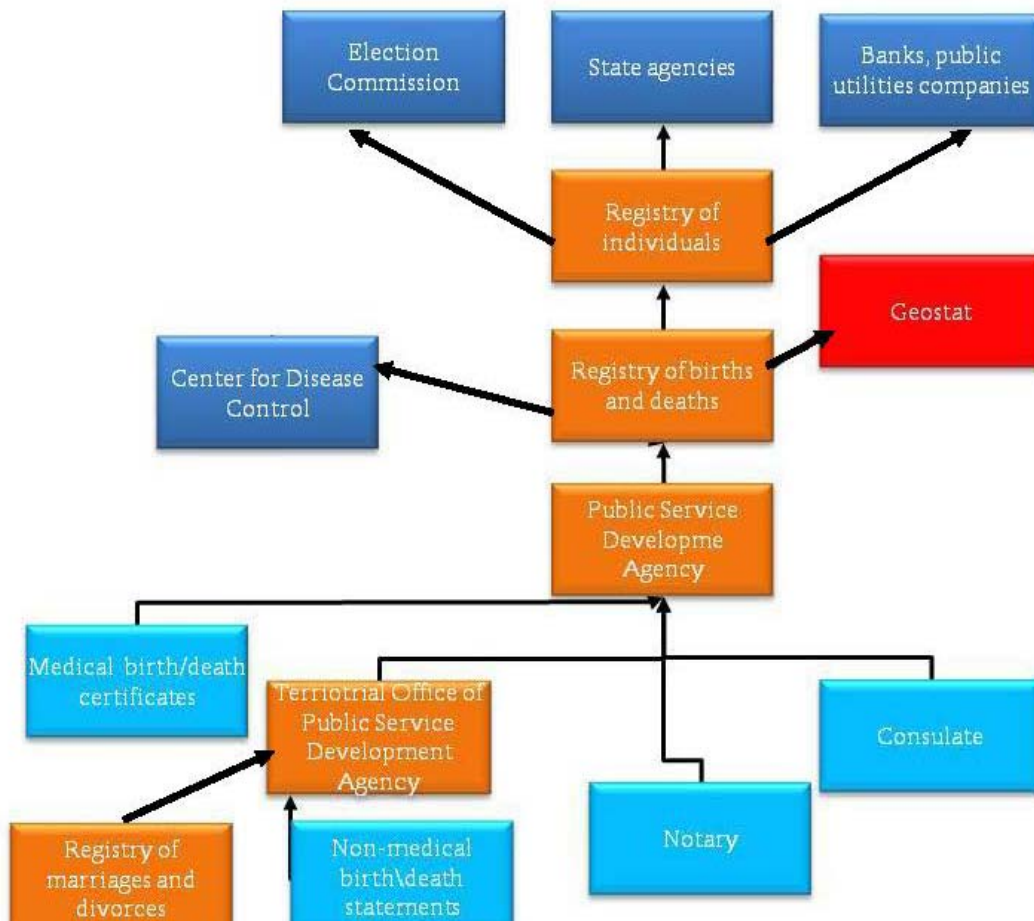 Election
Commission
State agencies
Banks, public
utilities companies
Registry of
individuals
Geostat
Center for Disease
Control
Registry of births
and deaths
Public Service
Developme
Agency
Medical birth/death
certificates
Terriotrial Office of
Public Service
Development
Agency
Consulate
Notary
Registry of
marriages and
divorces
Non-medical
birth\death
statements